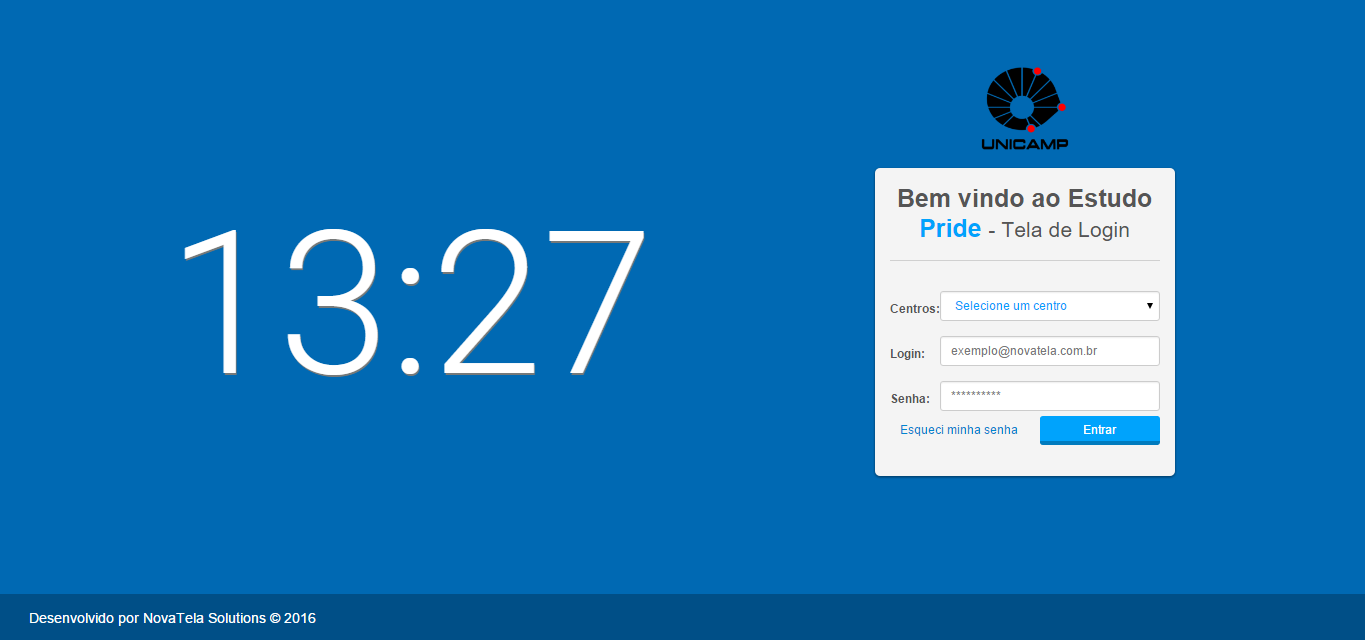 13:27
UNICAMP
Bem vindo ao Estudo
Pride - Tela de Login
Centros: Selecione um centro
Login: exemplo@novatela.com.br
Senha: **********
Esqueci minha senha Entrar
Desenvolvido por NovaTela Solutions © 2016